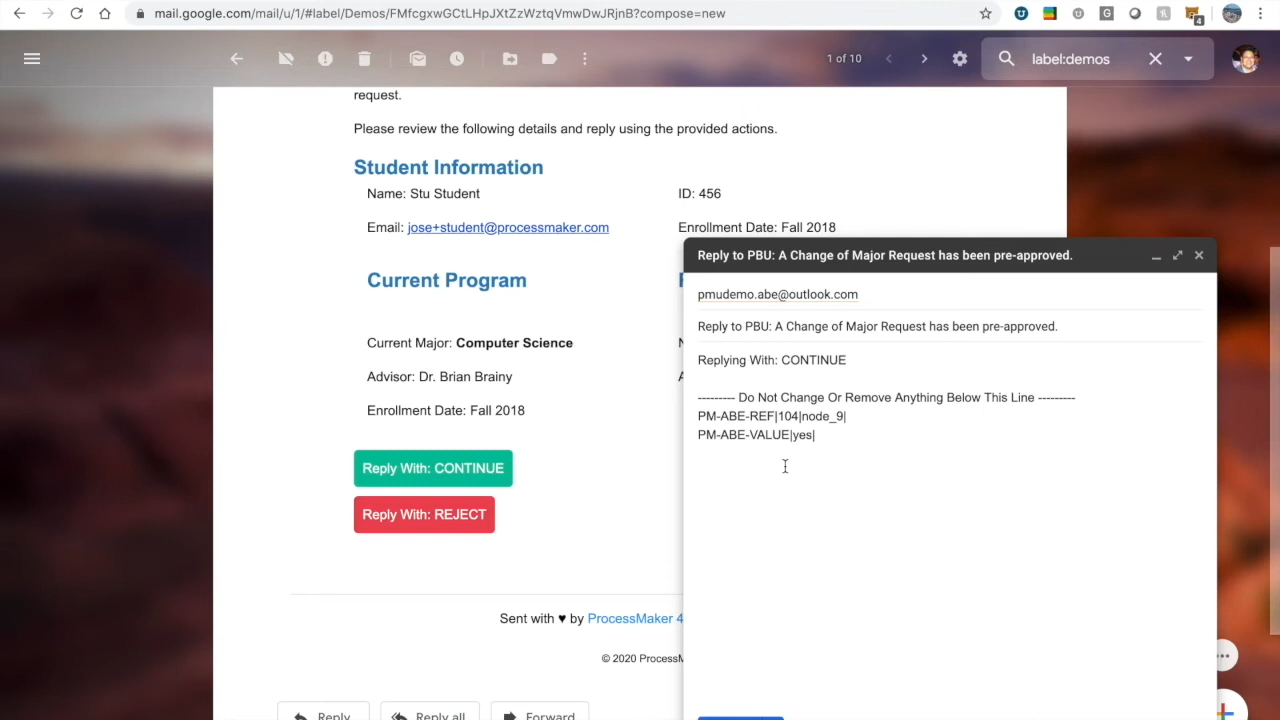 mail.google.com/mail/u/1/#label/Demos/FMfcgxwGCtLHpJXtZzWztqVmwDwJRjnB?compose=new
4
1 of 10
label:demos
request.
Please review the following details and reply using the provided actions.
Student Information
Name: Stu Student
ID: 456
Email: jose+student@processmaker.com
Enrollment Date: Fall 2018
Current Program
Current Major: Computer Science
Advisor: Dr. Brian Brainy
Enrollment Date: Fall 2018
Reply With: CONTINUE
Reply With: REJECT
Sent with ♥ by ProcessMaker 4
© 2020 ProcessM
Reply
Reply all
Forward
Reply to PBU: A Change of Major Request has been pre-approved.
pmudemo.abe@outlook.com
Reply to PBU: A Change of Major Request has been pre-approved.
Replying With: CONTINUE
--------- Do Not Change Or Remove Anything Below This Line ---------
PM-ABE-REF|104|node_9|
PM-ABE-VALUE|yes|